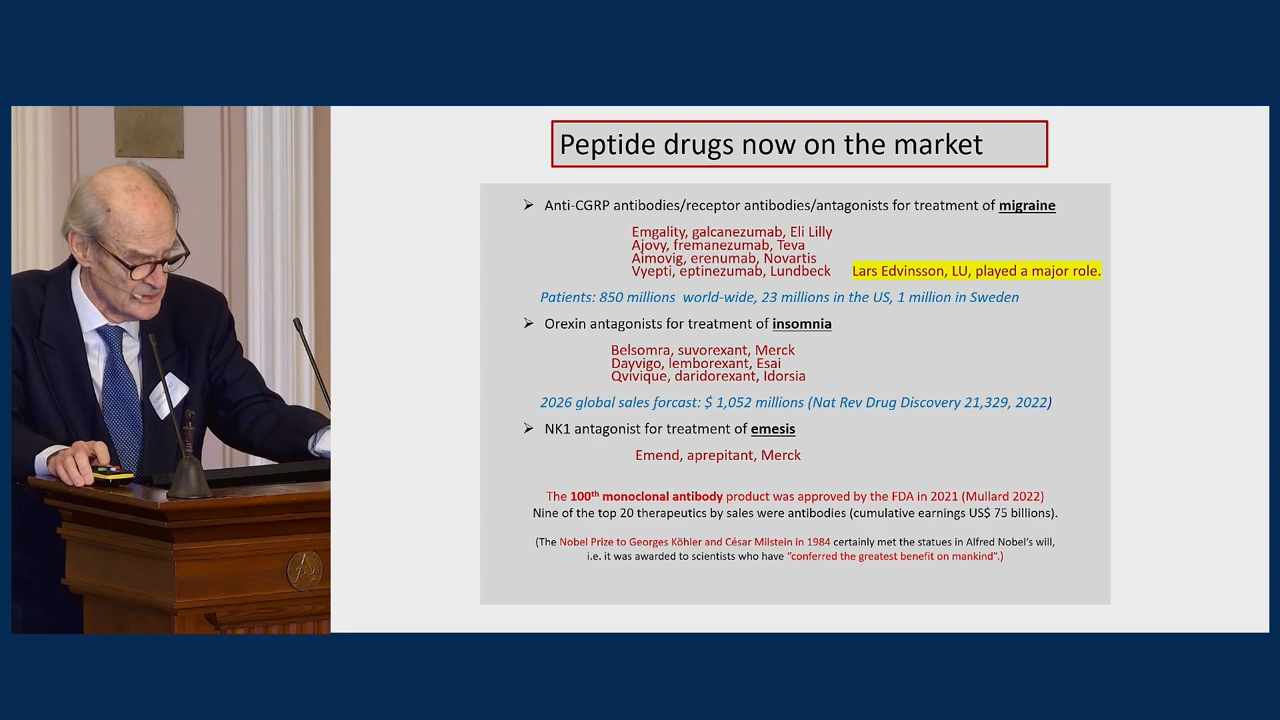 Peptide drugs now on the market
➢ Anti-CGRP antibodies/receptor antibodies/antagonists for treatment of migraine
Emgality, galcanezumab, Eli Lilly
Ajovy, fremanezumab, Teva
Aimovig, erenumab, Novartis
Vyepti, eptinezumab, Lundbeck Lars Edvinsson, LU, played a major role.
Patients: 850 millions world-wide, 23 millions in the US, 1 million in Sweden
➢ Orexin antagonists for treatment of insomnia
Belsomra, suvorexant, Merck
Dayvigo, lemborexant, Esai
Qvivique, daridorexant, Idorsia
2026 global sales forcast: $ 1,052 millions (Nat Rev Drug Discovery 21,329, 2022)
➢ NK1 antagonist for treatment of emesis
Emend, aprepitant, Merck
The 100th monoclonal antibody product was approved by the FDA in 2021 (Mullard 2022)
Nine of the top 20 therapeutics by sales were antibodies (cumulative earnings US$ 75 billions).
(The Nobel Prize to Georges Köhler and César Milstein in 1984 certainly met the statues in Alfred Nobel's will,
i.e. it was awarded to scientists who have "conferred the greatest benefit on mankind".)